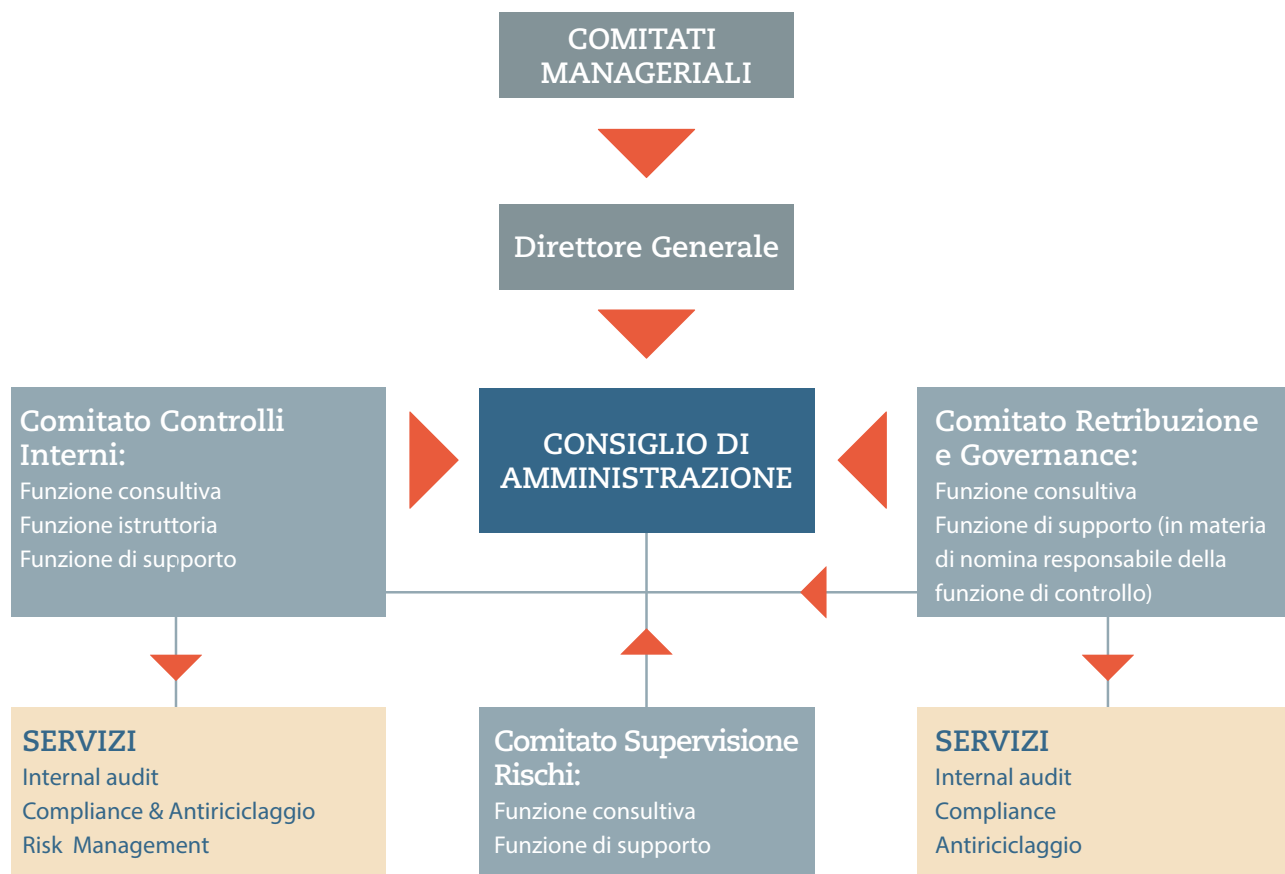 COMITATI
MANAGERIALI
Direttore Generale
Comitato Controlli
Interni:
Funzione consultiva
Funzione istruttoria
Funzione di supporto
CONSIGLIO DI
AMMINISTRAZIONE
Comitato Retribuzione
e Governance:
Funzione consultiva
Funzione di supporto (in materia
di nomina responsabile della
funzione di controllo)
SERVIZI
Internal audit
Compliance & Antiriciclaggio
Risk Management
Comitato Supervisione
Rischi:
Funzione consultiva
Funzione di supporto
SERVIZI
Internal audit
Compliance
Antiriciclaggio